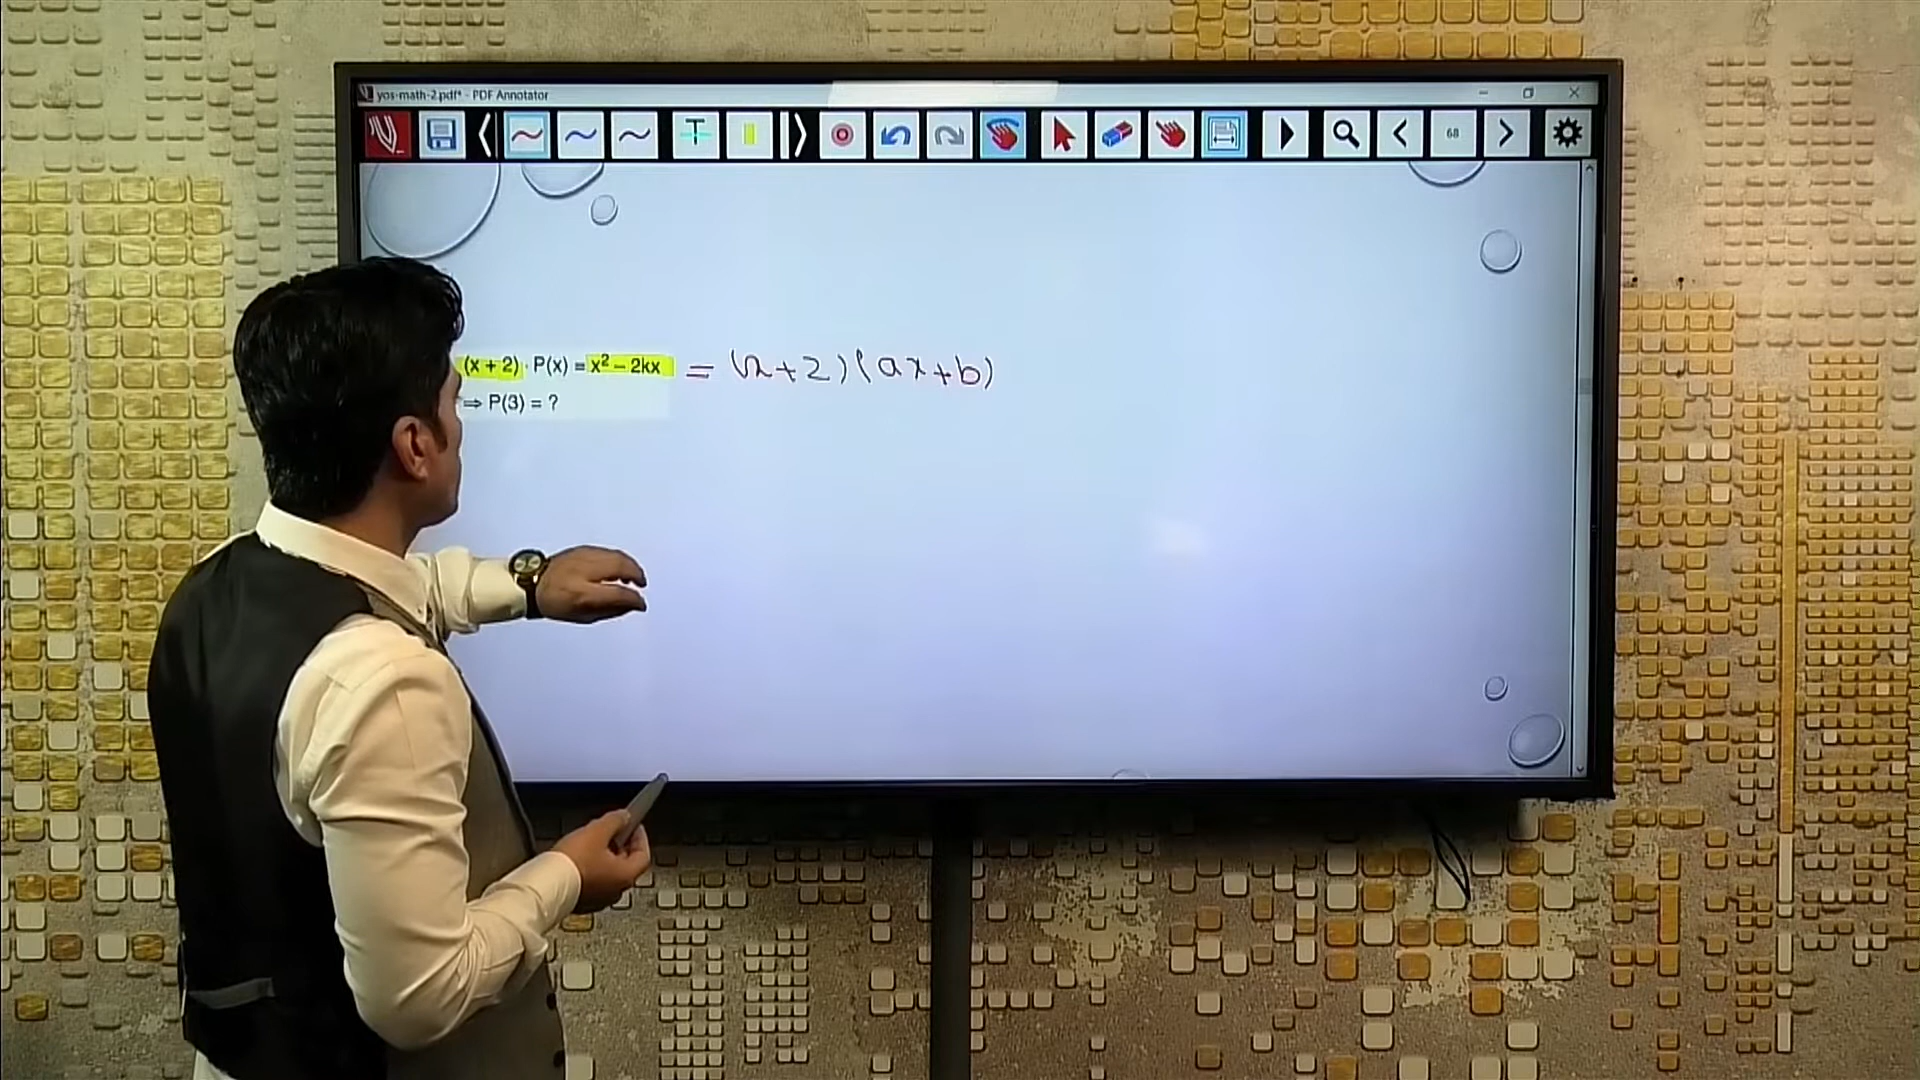 yos-math-2.pdf* - PDF Annotator
68
(x + 2) · P(x) = x² – 2kx = (x+2)(ax+b)
⇒ P(3) = ?